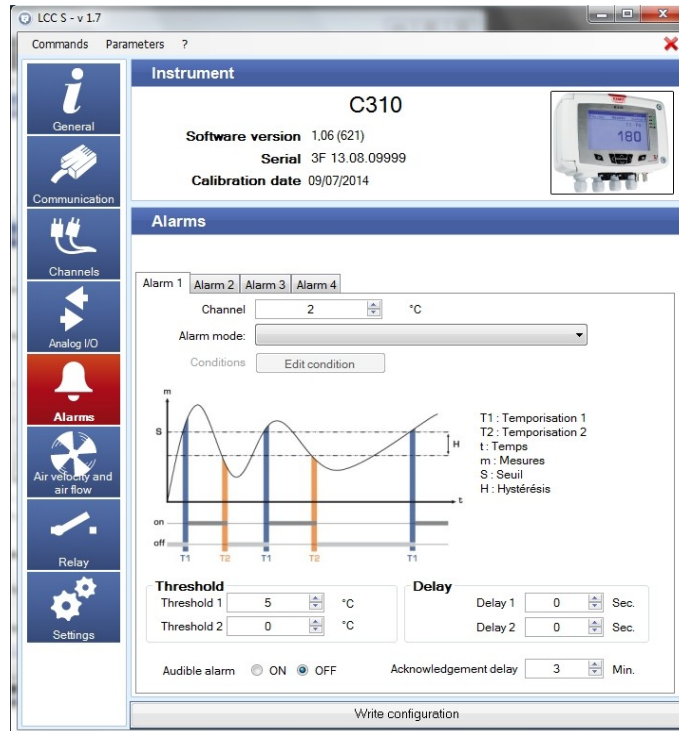 LCC S - v 1.7
Commands Parameters ?
General
Communication
Channels
Analog I/O
Alarms
Air velocity and
air flow
Relay
Settings
Instrument
C310
Software version 1,06 (621)
Serial 3F 13.08.09999
Calibration date 09/07/2014
180
Alarms
Alarm 1 Alarm 2 Alarm 3 Alarm 4
Channel 2 °C
Alarm mode:
Conditions Edit condition
m
S
H
t
on
off
T1 T2 T1 T2 T1
T1 : Temporisation 1
T2 : Temporisation 2
t : Temps
m : Mesures
S : Seuil
H : Hystérésis
Threshold
Threshold 1 5 °C
Threshold 2 0 °C
Delay
Delay 1 0 Sec.
Delay 2 0 Sec.
Audible alarm ON OFF Acknowledgement delay 3 Min.
Write configuration